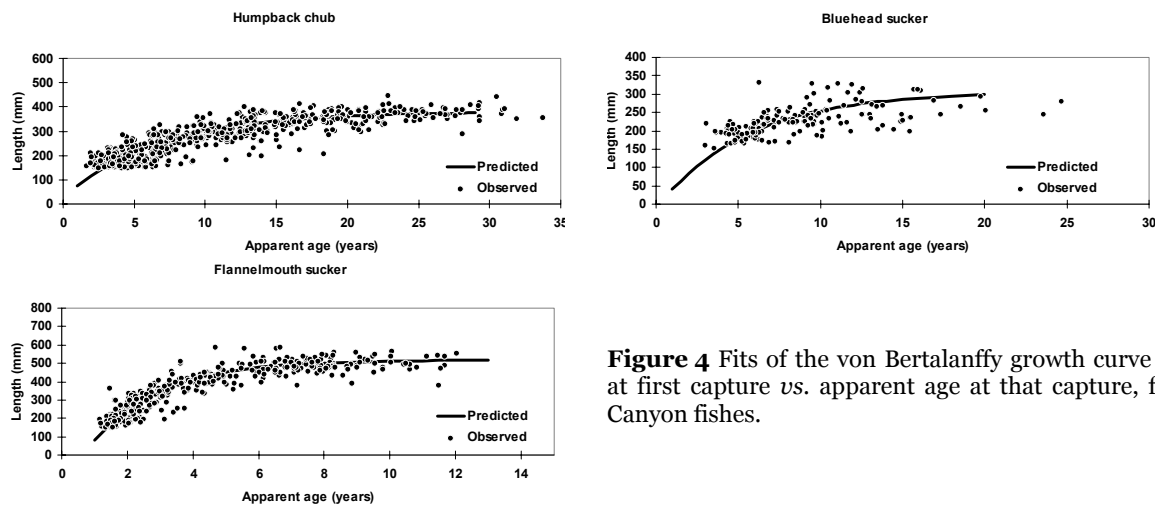 Humpback chub
600
500
400
300
200
100
0
Length (mm)
Predicted
Observed
0 5 10 15 20 25 30 35
Apparent age (years)
Bluehead sucker
400
350
300
250
200
150
100
50
0
Length (mm)
Predicted
Observed
0 5 10 15 20 25 30
Apparent age (years)
Flannelmouth sucker
800
700
600
500
400
300
200
100
0
Length (mm)
Predicted
Observed
0 2 4 6 8 10 12 14
Apparent age (years)
Figure 4 Fits of the von Bertalanffy growth curve
at first capture vs. apparent age at that capture, f
Canyon fishes.